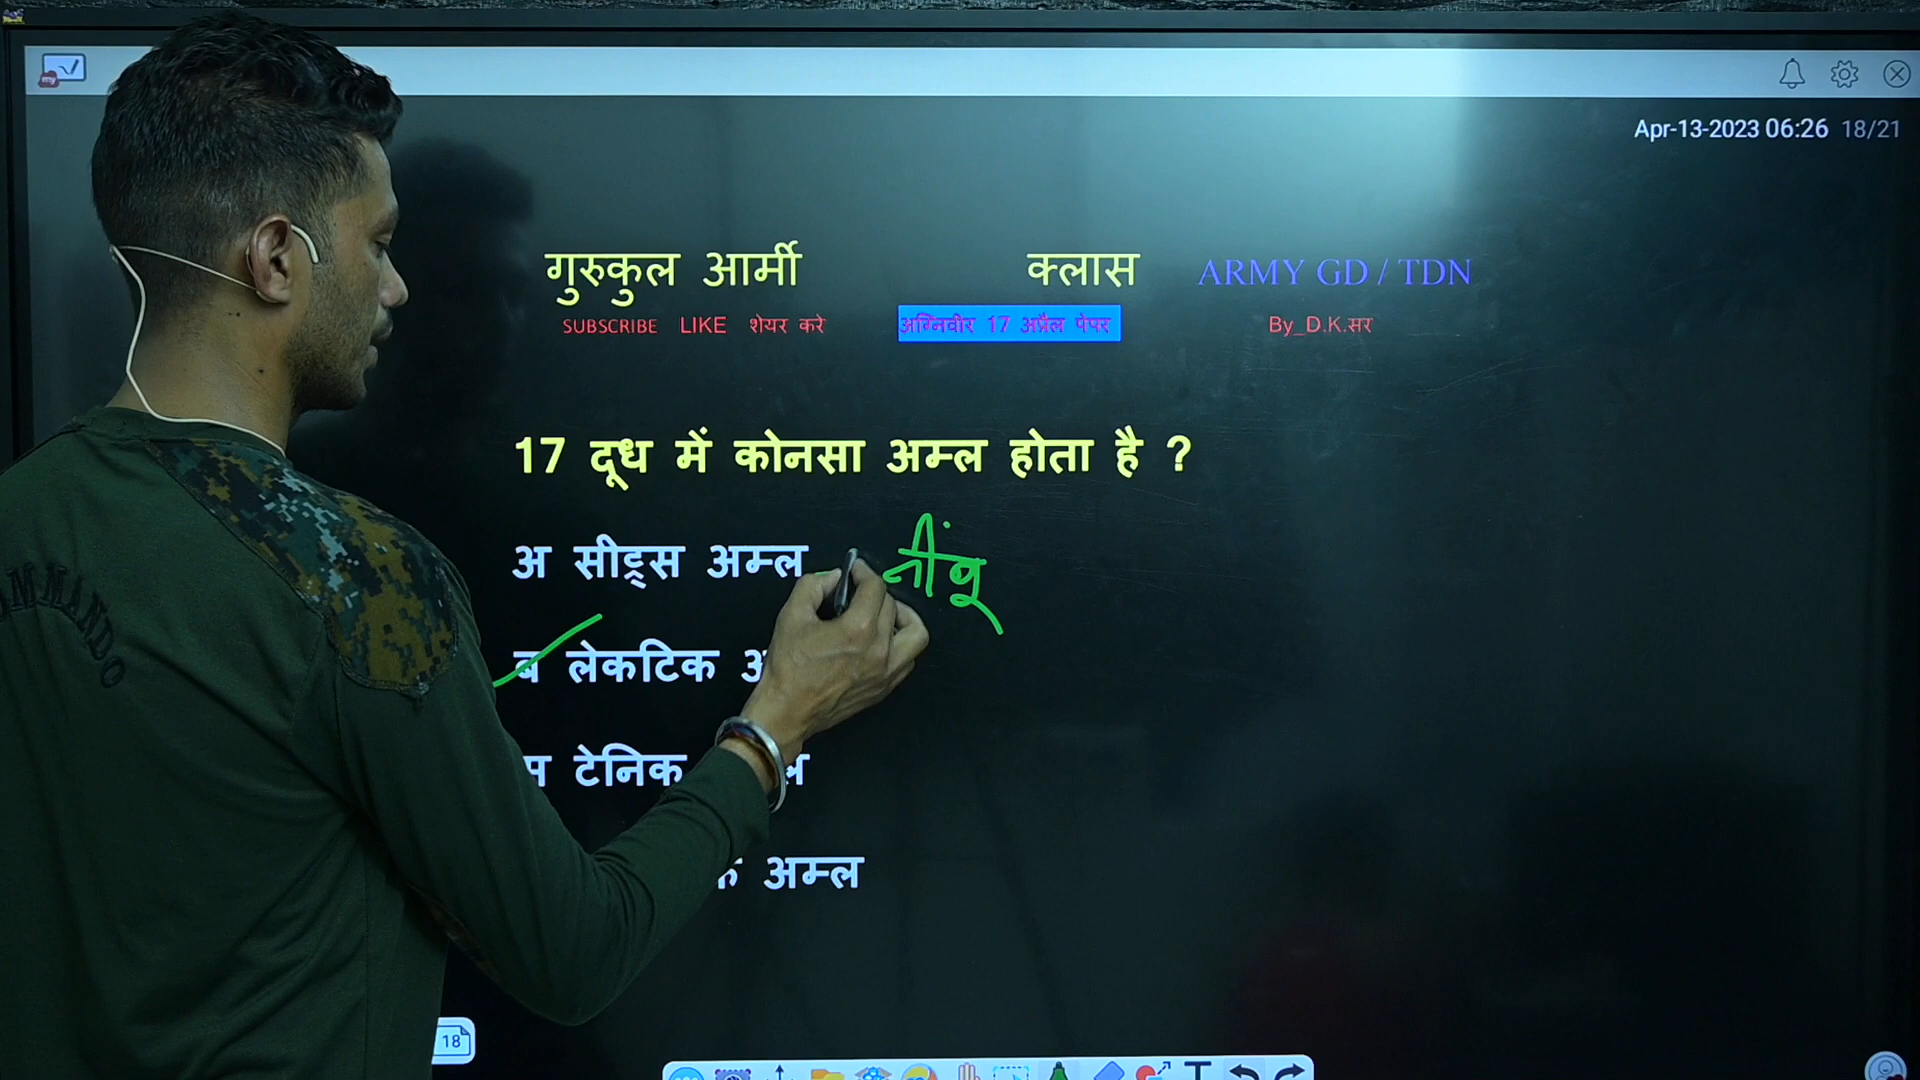 Apr-13-2023 06:26 18/21
गुरुकुल आर्मी क्लास ARMY GD / TDN
SUBSCRIBE LIKE शेयर करे अग्निवीर 17 अप्रैल पेपर By_D.K.सर
17 दूध में कोनसा अम्ल होता है ?
अ सीट्र्स अम्ल नींबू
ब लेकटिक
टेनिक
अम्ल
18